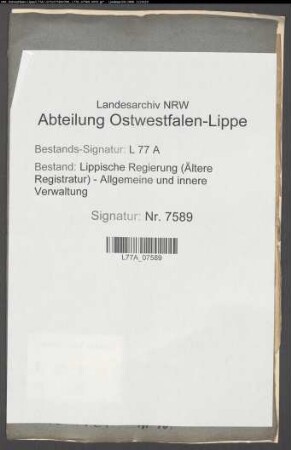 Landesarchiv NRW
Abteilung Ostwestfalen-Lippe
Bestands-Signatur: L 77 A
Bestand: Lippische Regierung (Ältere
Registratur) - Allgemeine und innere
Verwaltung
Signatur: Nr. 7589
L77A_07589